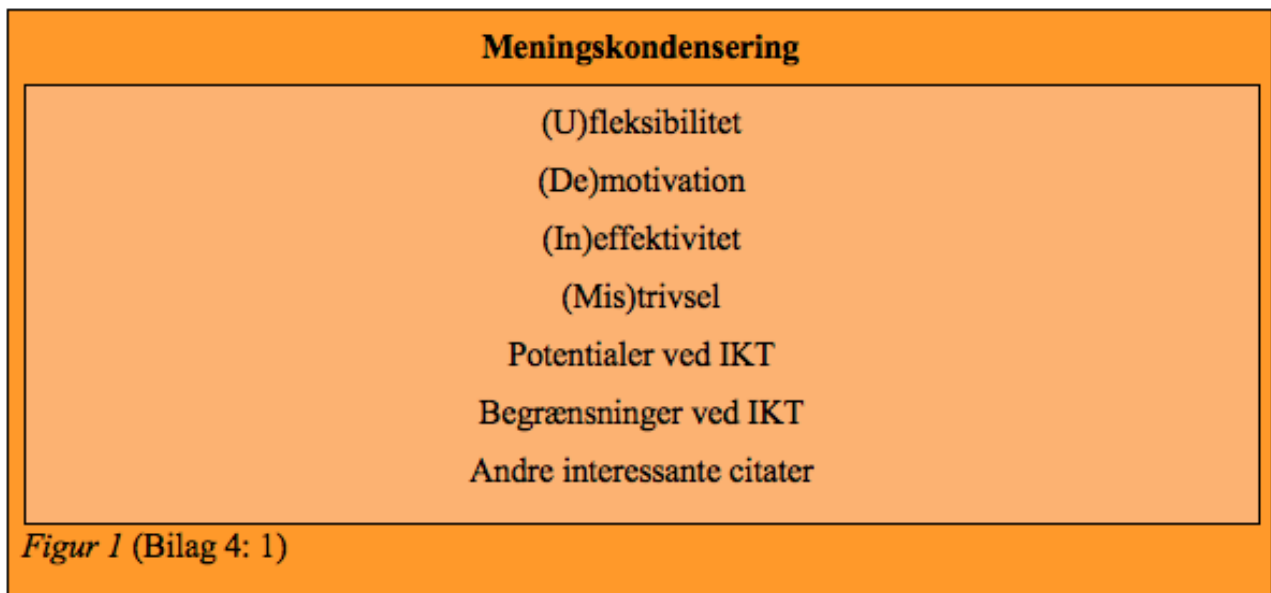 Meningskondensering
(U)fleksibilitet
(De)motivation
(In)effektivitet
(Mis)trivsel
Potentialer ved IKT
Begrænsninger ved IKT
Andre interessante citater
Figur 1 (Bilag 4: 1)